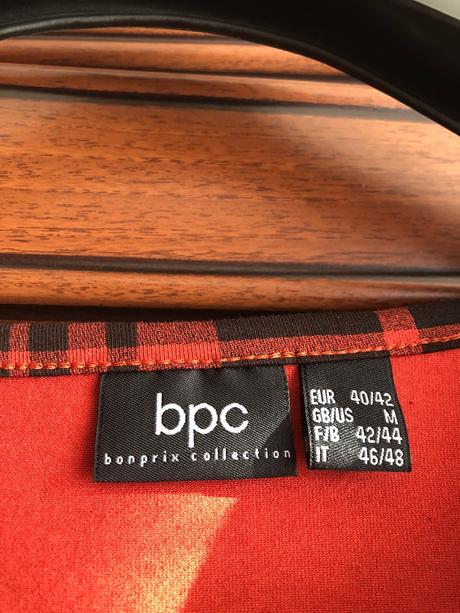 bpc
bonprix collection
EUR 40/42
GB/US M
F/B 42/44
IT 46/48